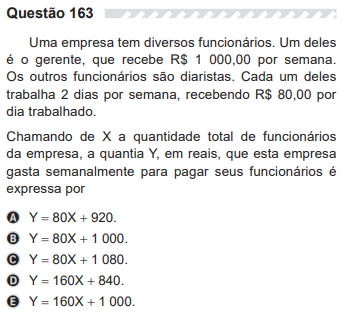 Questão 163
Uma empresa tem diversos funcionários. Um deles
é o gerente, que recebe R$ 1 000,00 por semana.
Os outros funcionários são diaristas. Cada um deles
trabalha 2 dias por semana, recebendo R$ 80,00 por
dia trabalhado.
Chamando de X a quantidade total de funcionários
da empresa, a quantia Y, em reais, que esta empresa
gasta semanalmente para pagar seus funcionários é
expressa por
A Y = 80X + 920.
B Y = 80X + 1 000.
C Y = 80X + 1 080.
D Y = 160X + 840.
E Y = 160X + 1 000.